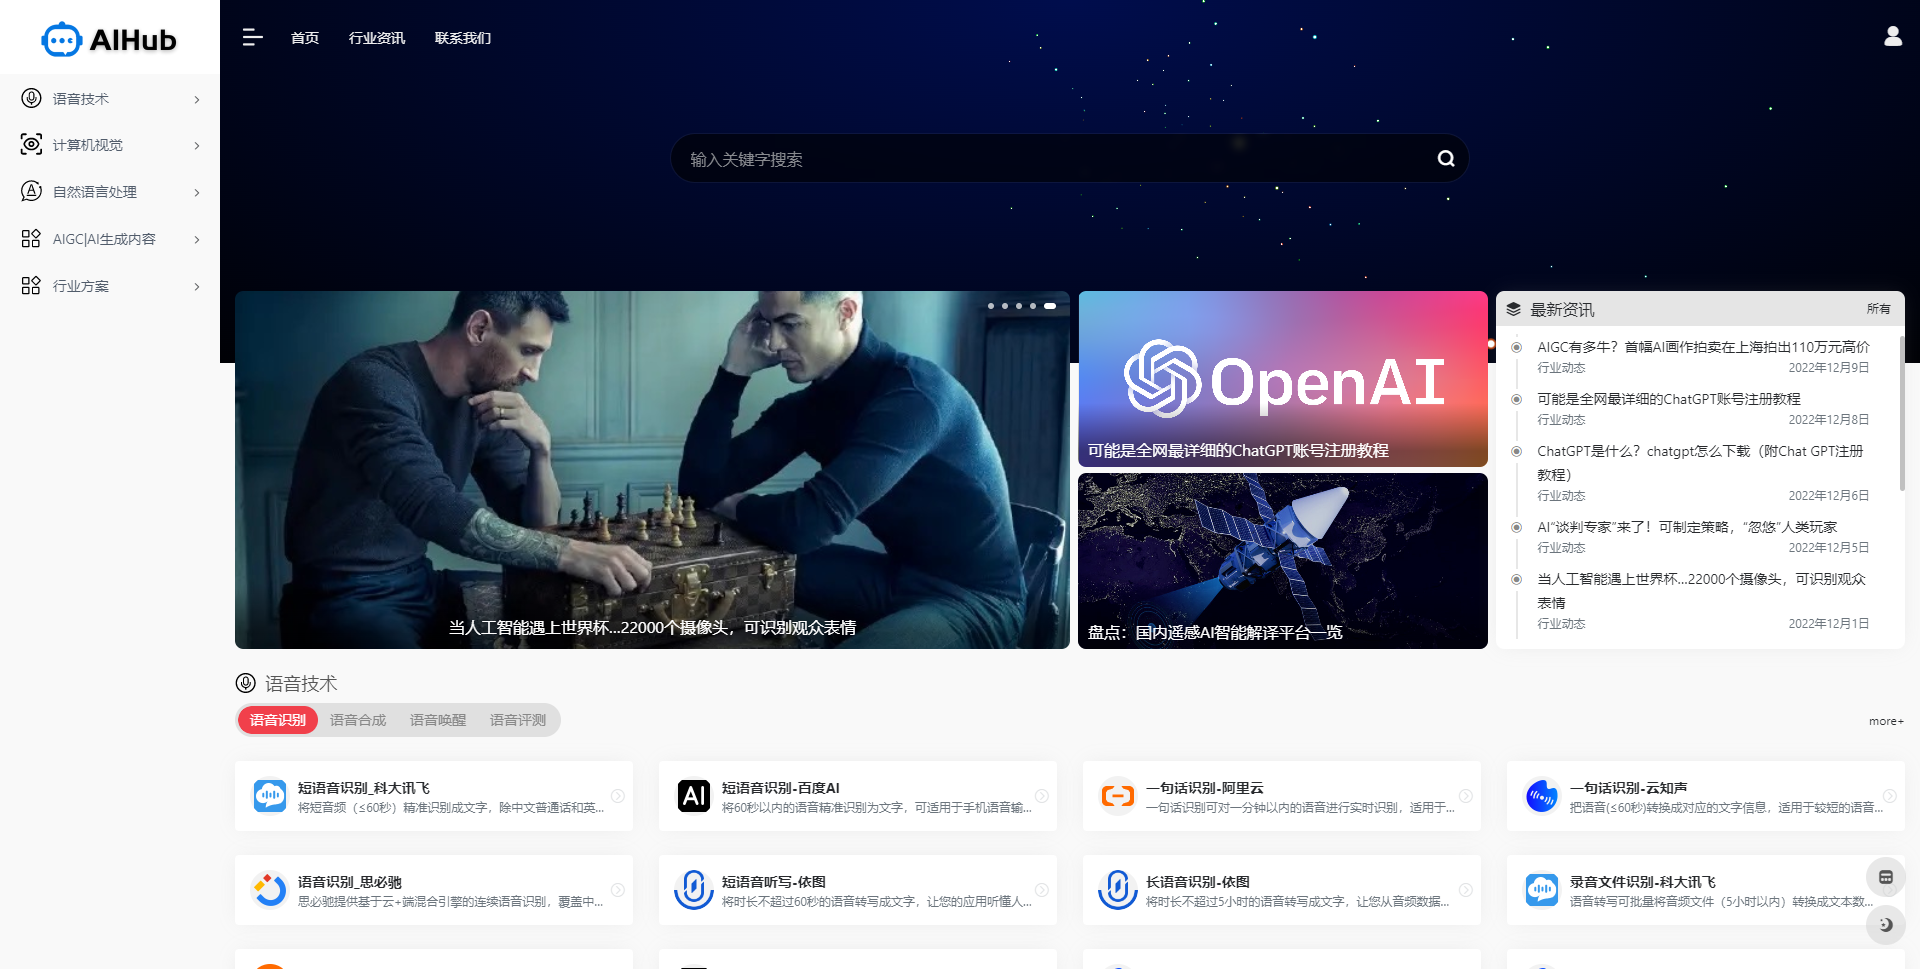 AIHub
首页
行业资讯
联系我们
语音技术
计算机视觉
自然语言处理
AIGC|AI生成内容
行业方案
输入关键字搜索
当人工智能遇上世界杯...22000个摄像头，可识别观众表情
OpenAI
可能是全网最详细的ChatGPT账号注册教程
盘点：国内遥感AI智能解译平台一览
最新资讯
所有
AIGC有多牛？首幅AI画作拍卖在上海拍出110万元高价
行业动态 2022年12月9日
可能是全网最详细的ChatGPT账号注册教程
行业动态 2022年12月8日
ChatGPT是什么？chatgpt怎么下载（附Chat GPT注册
教程）
行业动态 2022年12月6日
AI“谈判专家”来了！可制定策略，“忽悠”人类玩家
行业动态 2022年12月5日
当人工智能遇上世界杯...22000个摄像头，可识别观众
表情
行业动态 2022年12月1日
语音技术
语音识别 语音合成 语音唤醒 语音评测
more+
短语音识别_科大讯飞
将短音频（≤60秒）精准识别成文字，除中文普通话和英...
短语音识别-百度AI
将60秒以内的语音精准识别为文字，可适用于手机语音输...
一句话识别-阿里云
一句话识别可对一分钟以内的语音进行实时识别，适用于...
一句话识别-云知声
把语音(≤60秒)转换成对应的文字信息，适用于较短的语音...
语音识别_思必驰
思必驰提供基于云+端混合引擎的连续语音识别，覆盖中...
短语音听写-依图
将时长不超过60秒的语音转写成文字，让您的应用听懂人...
长语音识别-依图
将时长不超过5小时的语音转写成文字，让您从音频数据...
录音文件识别-科大讯飞
语音转写可批量将音频文件（5小时以内）转换成文本数...
AI